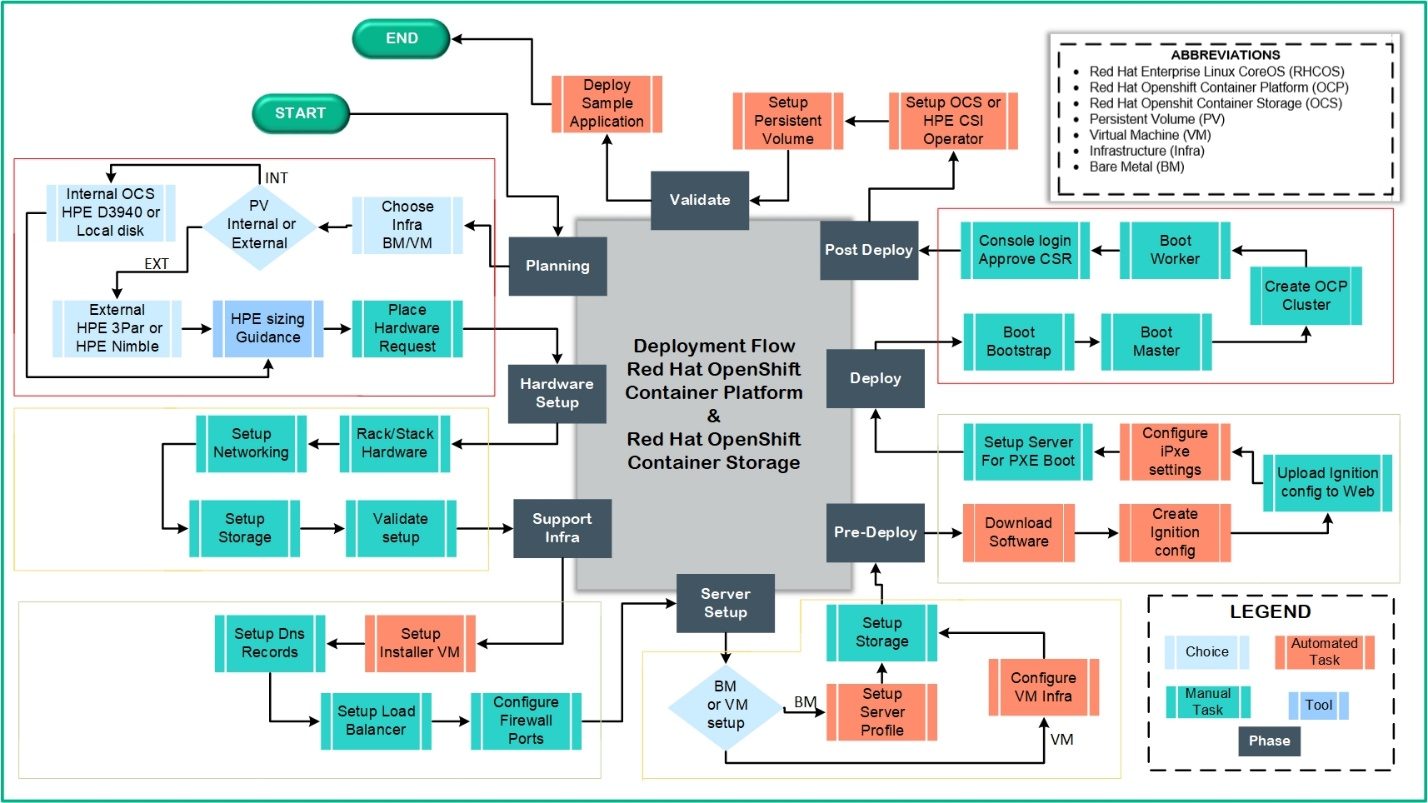 END
START
ABBREVIATIONS
Red Hat Enterprise Linux CoreOS (RHCOS)
Red Hat Openshift Container Platform (OCP)
Red Hat Openshit Container Storage (OCS)
Persistent Volume (PV)
Virtual Machine (VM)
Infrastructure (Infra)
Bare Metal (BM)
Deploy
Sample
Application
Setup
Persistent
Volume
Setup OCS or
HPE CSI
Operator
Validate
INT
Internal OCS
HPE D3940 or
Local disk
PV
Internal or
External
Choose
Infra
BM/VM
Planning
EXT
External
HPE 3Par or
HPE Nimble
HPE sizing
Guidance
Place
Hardware
Request
Hardware
Setup
Post Deploy
Console login
Approve CSR
Boot
Worker
Create OCP
Cluster
Boot
Bootstrap
Boot
Master
Deploy
Deployment Flow
Red Hat OpenShift
Container Platform
&
Red Hat OpenShift
Container Storage
Setup
Networking
Rack/Stack
Hardware
Setup
Storage
Validate
setup
Support
Infra
Setup Server
For PXE Boot
Configure
iPxe
settings
Upload Ignition
config to Web
Pre-Deploy
Download
Software
Create
Ignition
config
Server
Setup
Setup Dns
Records
Setup
Installer VM
Setup Load
Balancer
Configure
Firewall
Ports
BM
or VM
setup
BM
Setup
Server
Profile
Setup
Storage
Configure
VM Infra
VM
LEGEND
Choice
Automated
Task
Manual
Task
Tool
Phase